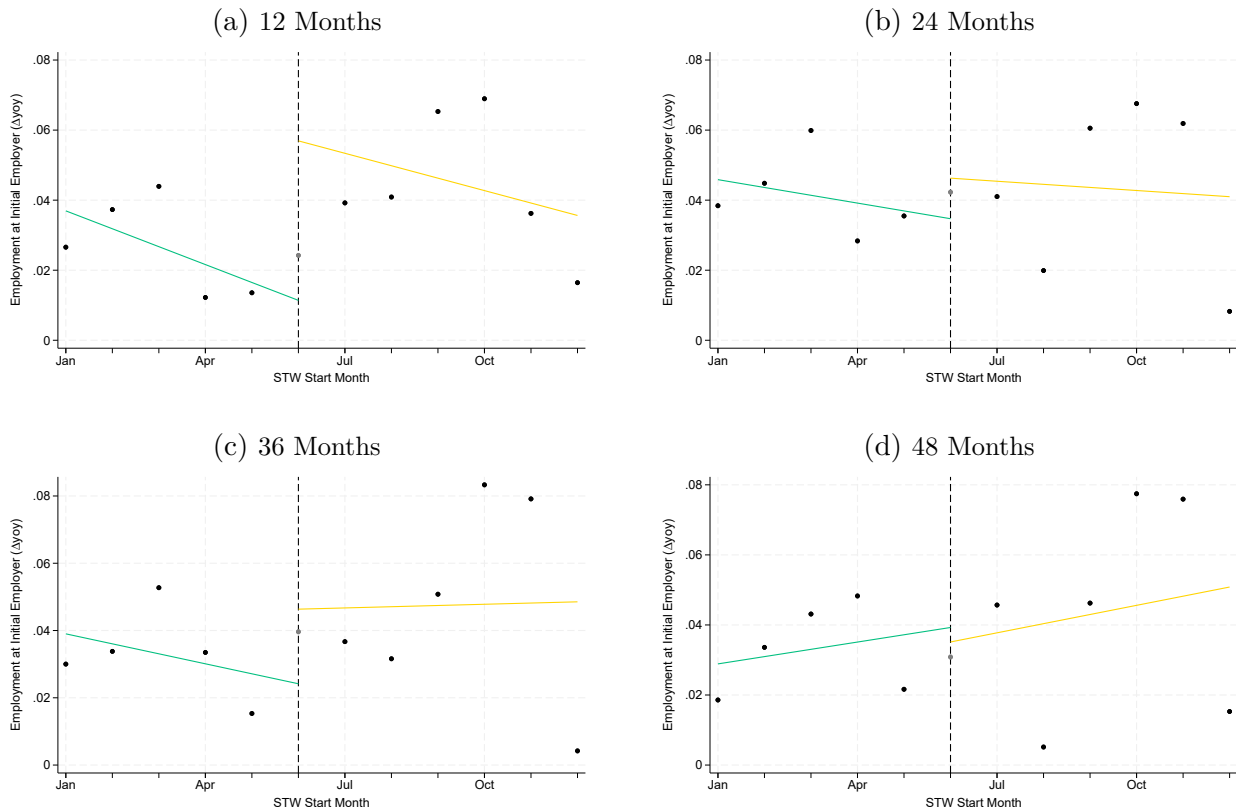 (a) 12 Months
Employment at Initial Employer (Δyoy)
.08
.06
.04
.02
0
Jan
Apr
Jul
Oct
STW Start Month
(b) 24 Months
Employment at Initial Employer (Δyoy)
.08
.06
.04
.02
0
Jan
Apr
Jul
Oct
STW Start Month
(c) 36 Months
Employment at Initial Employer (Δyoy)
.08
.06
.04
.02
0
Jan
Apr
Jul
Oct
STW Start Month
(d) 48 Months
Employment at Initial Employer (Δyoy)
.08
.06
.04
.02
0
Jan
Apr
Jul
Oct
STW Start Month